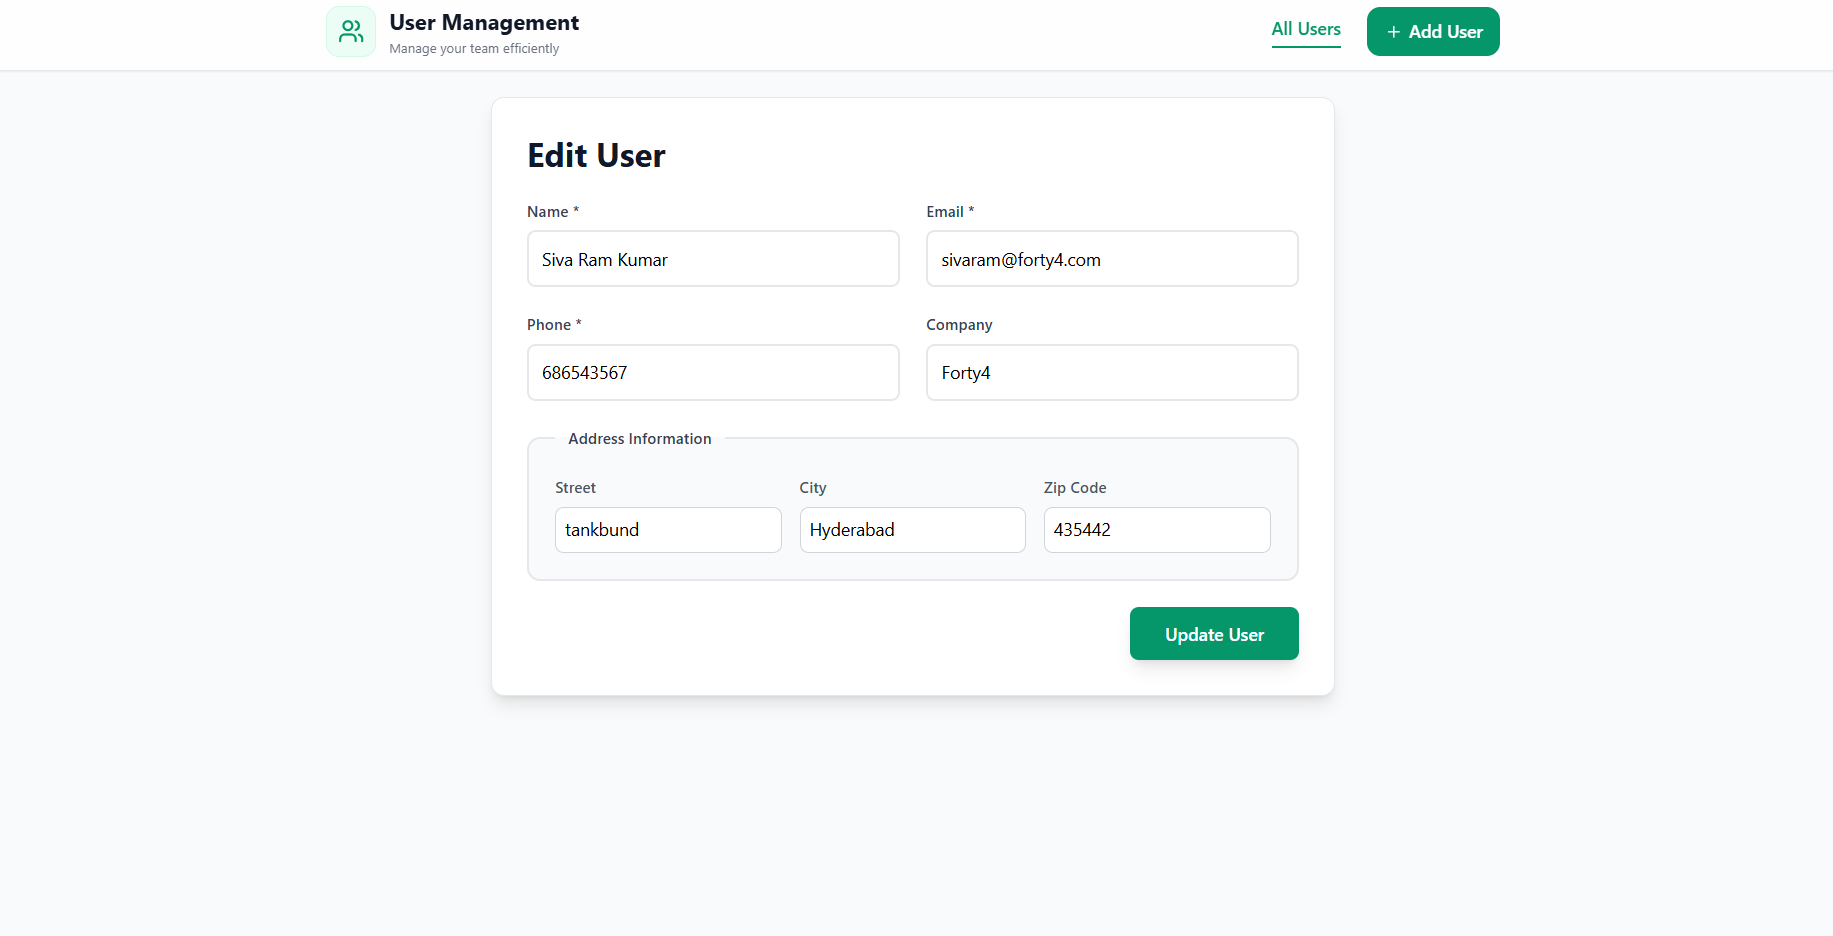 User Management
Manage your team efficiently
All Users
+ Add User
Edit User
Name *
Email *
Siva Ram Kumar
sivaram@forty4.com
Phone *
Company
686543567
Forty4
Address Information
Street
City
Zip Code
tankbund
Hyderabad
435442
Update User